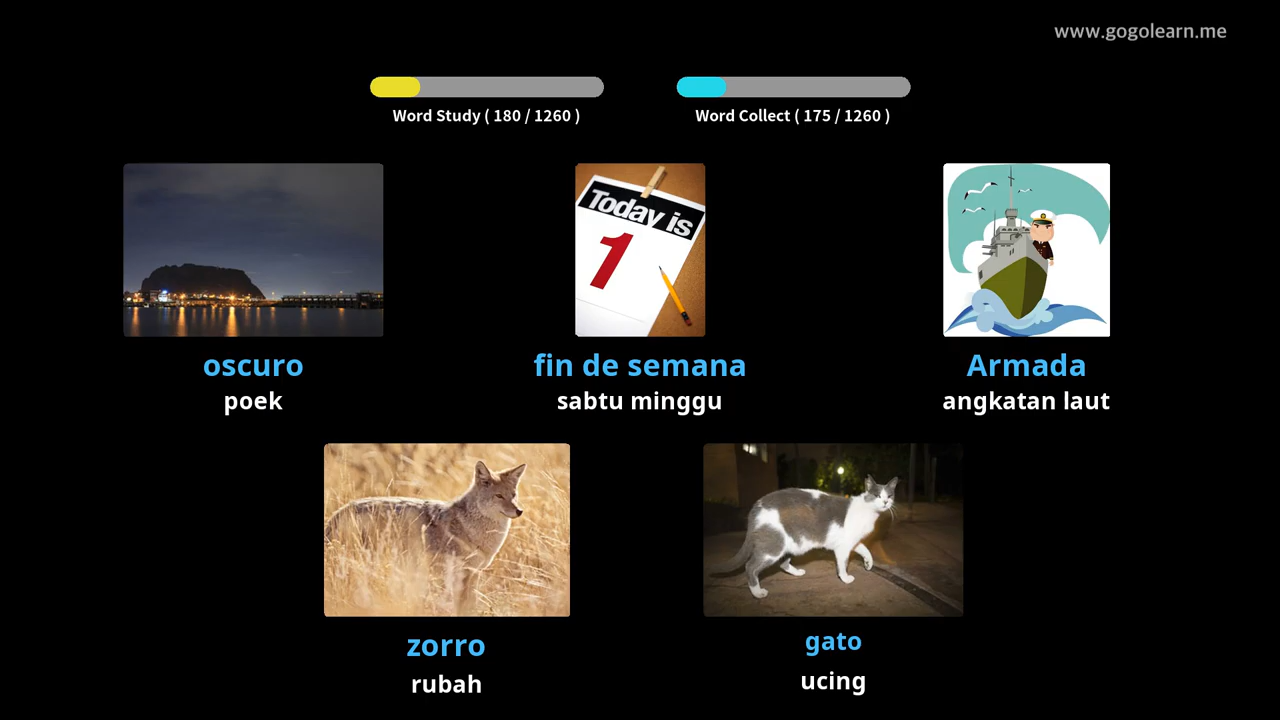 www.gogolearn.me
Word Study ( 180 / 1260 )
Word Collect ( 175 / 1260 )
Today is
1
oscuro
poek
fin de semana
sabtu minggu
Armada
angkatan laut
zorro
rubah
gato
ucing